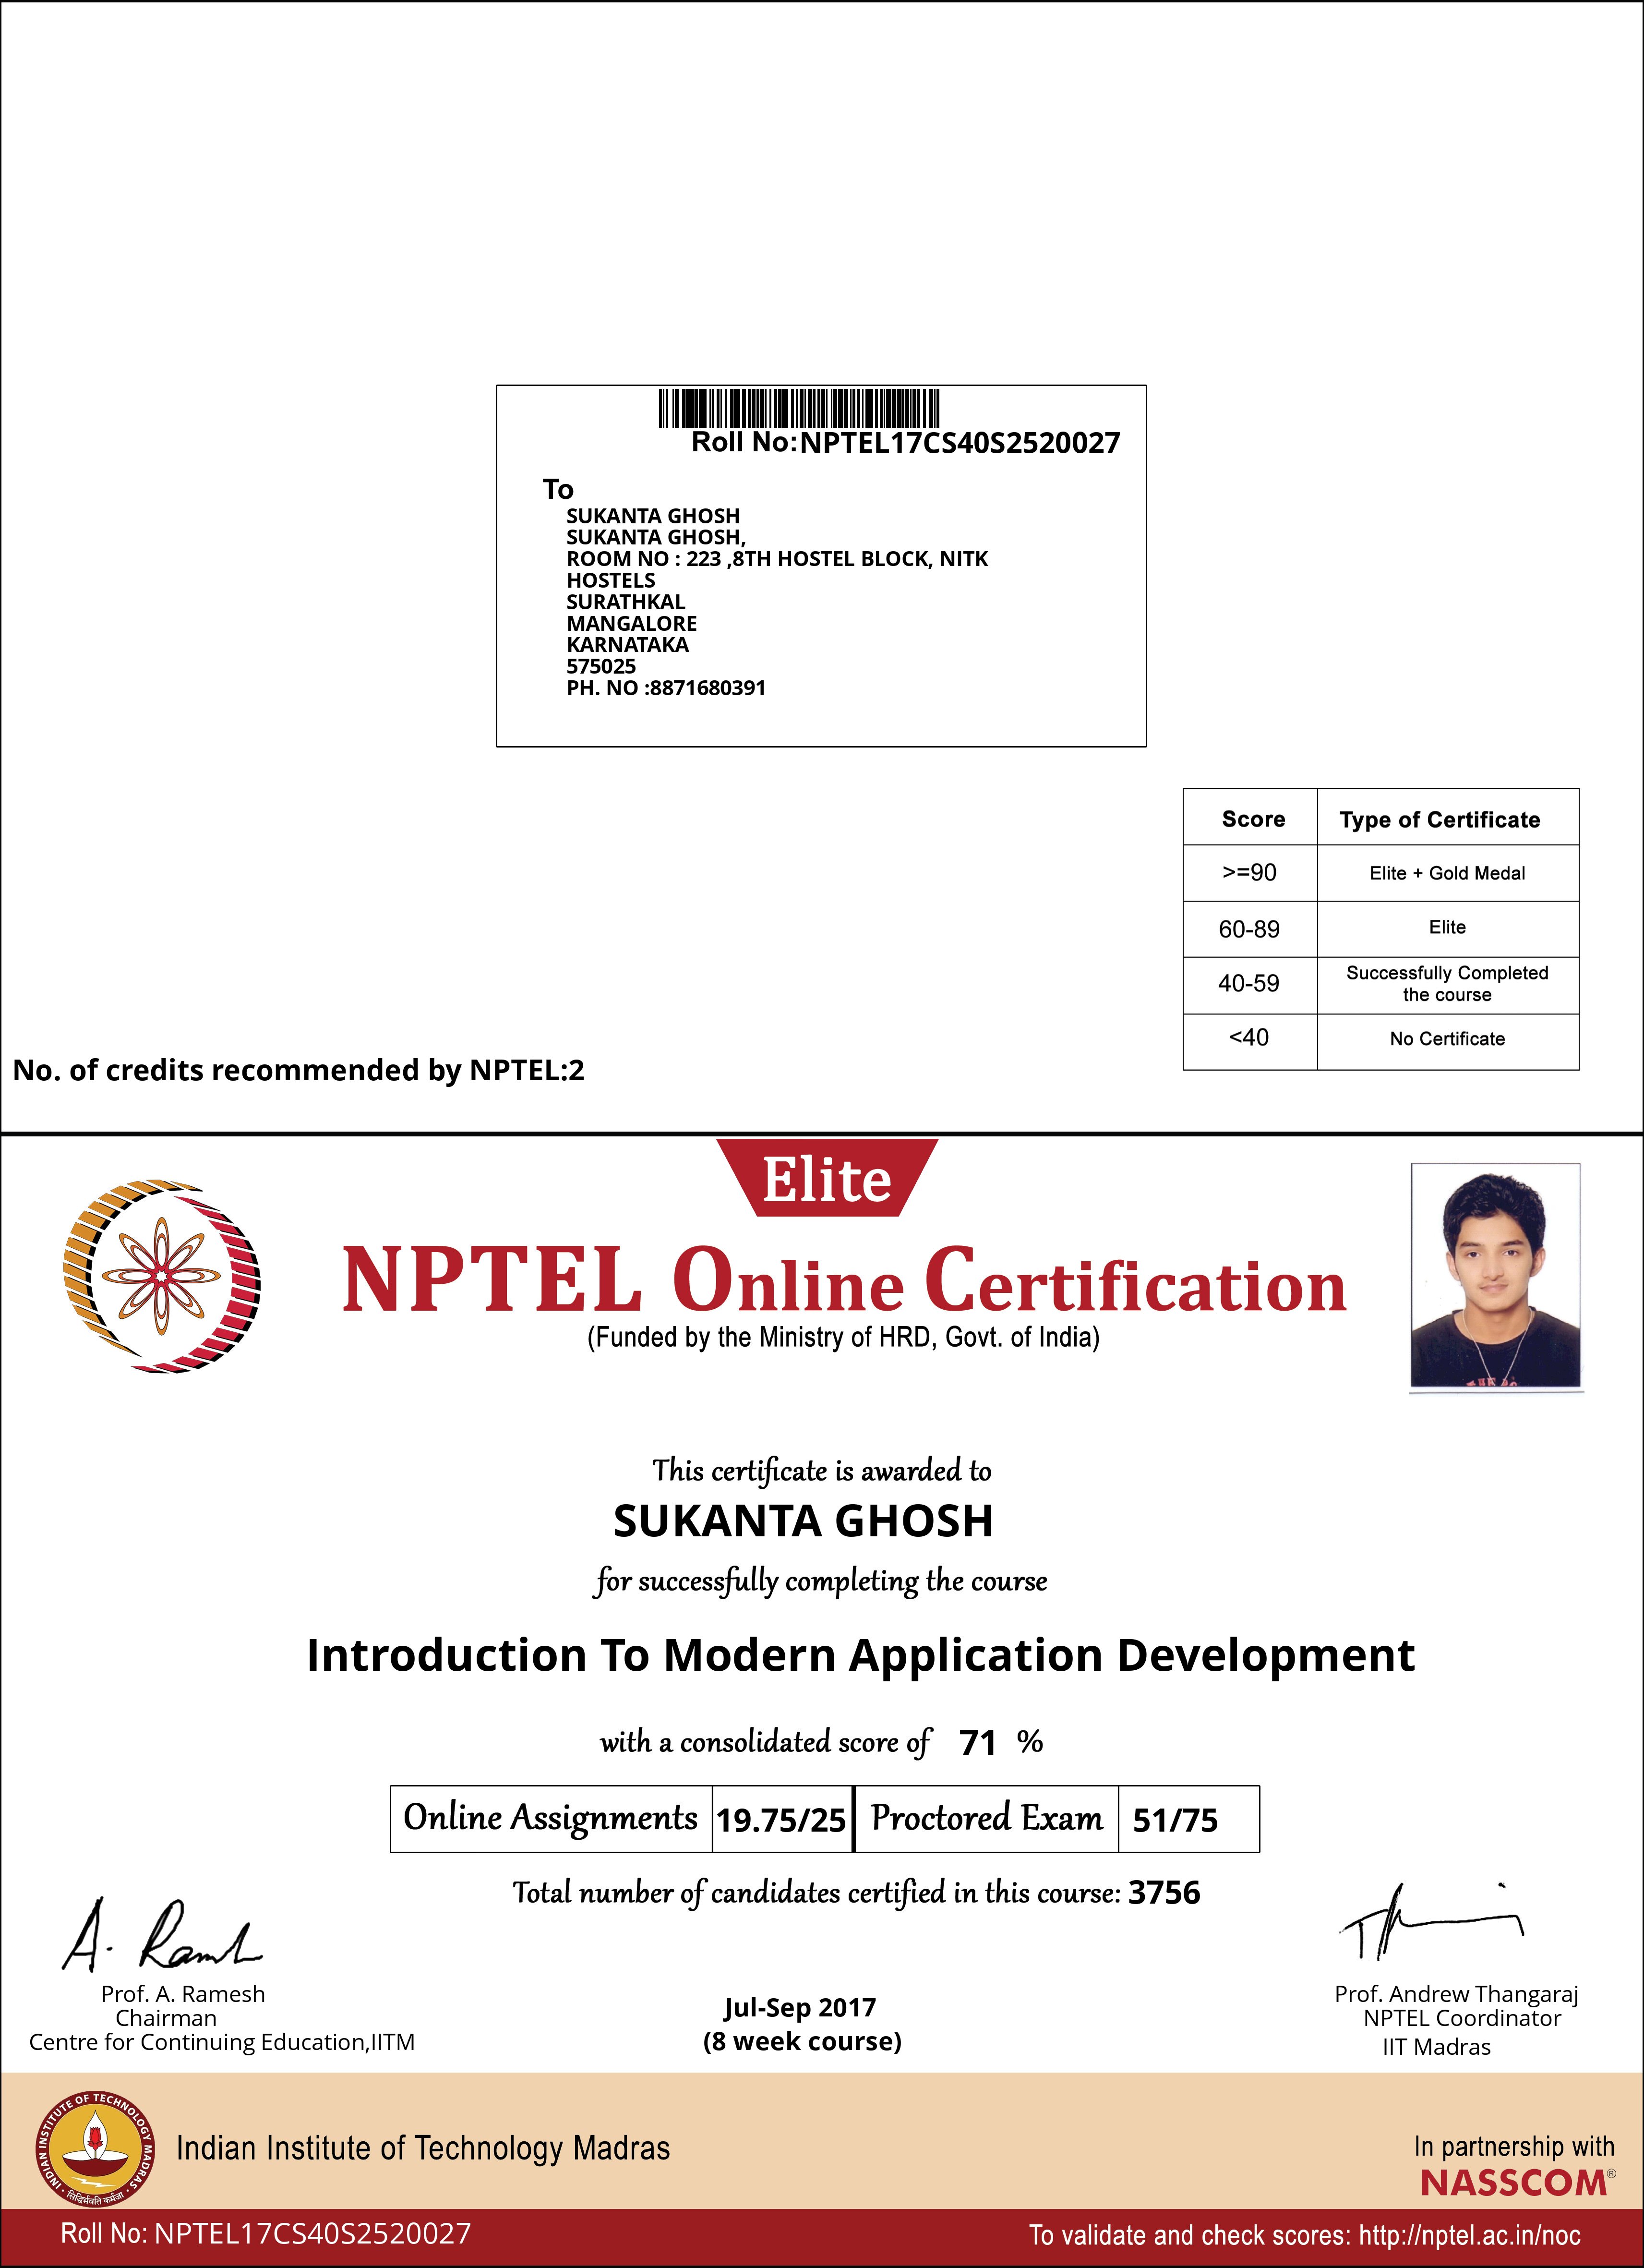 Roll No:NPTEL17CS40S2520027
To
SUKANTA GHOSH
SUKANTA GHOSH,
ROOM NO : 223 ,8TH HOSTEL BLOCK, NITK
HOSTELS
SURATHKAL
MANGALORE
KARNATAKA
575025
PH. NO :8871680391
Score Type of Certificate
>=90 Elite + Gold Medal
60-89 Elite
40-59 Successfully Completed
the course
<40 No Certificate
No. of credits recommended by NPTEL:2
Elite
NPTEL Online Certification
(Funded by the Ministry of HRD, Govt. of India)
This certificate is awarded to
SUKANTA GHOSH
for successfully completing the course
Introduction To Modern Application Development
with a consolidated score of 71 %
Online Assignments 19.75/25 Proctored Exam 51/75
Total number of candidates certified in this course: 3756
Prof. A. Ramesh
Chairman
Centre for Continuing Education,IITM
Jul-Sep 2017
(8 week course)
Prof. Andrew Thangaraj
NPTEL Coordinator
IIT Madras
INDIAN INSTITUTE OF TECHNOLOGY MADRAS
सिद्धिर्भवति कर्मजा
Indian Institute of Technology Madras
In partnership with
NASSCOM®
Roll No: NPTEL17CS40S2520027
To validate and check scores: http://nptel.ac.in/noc